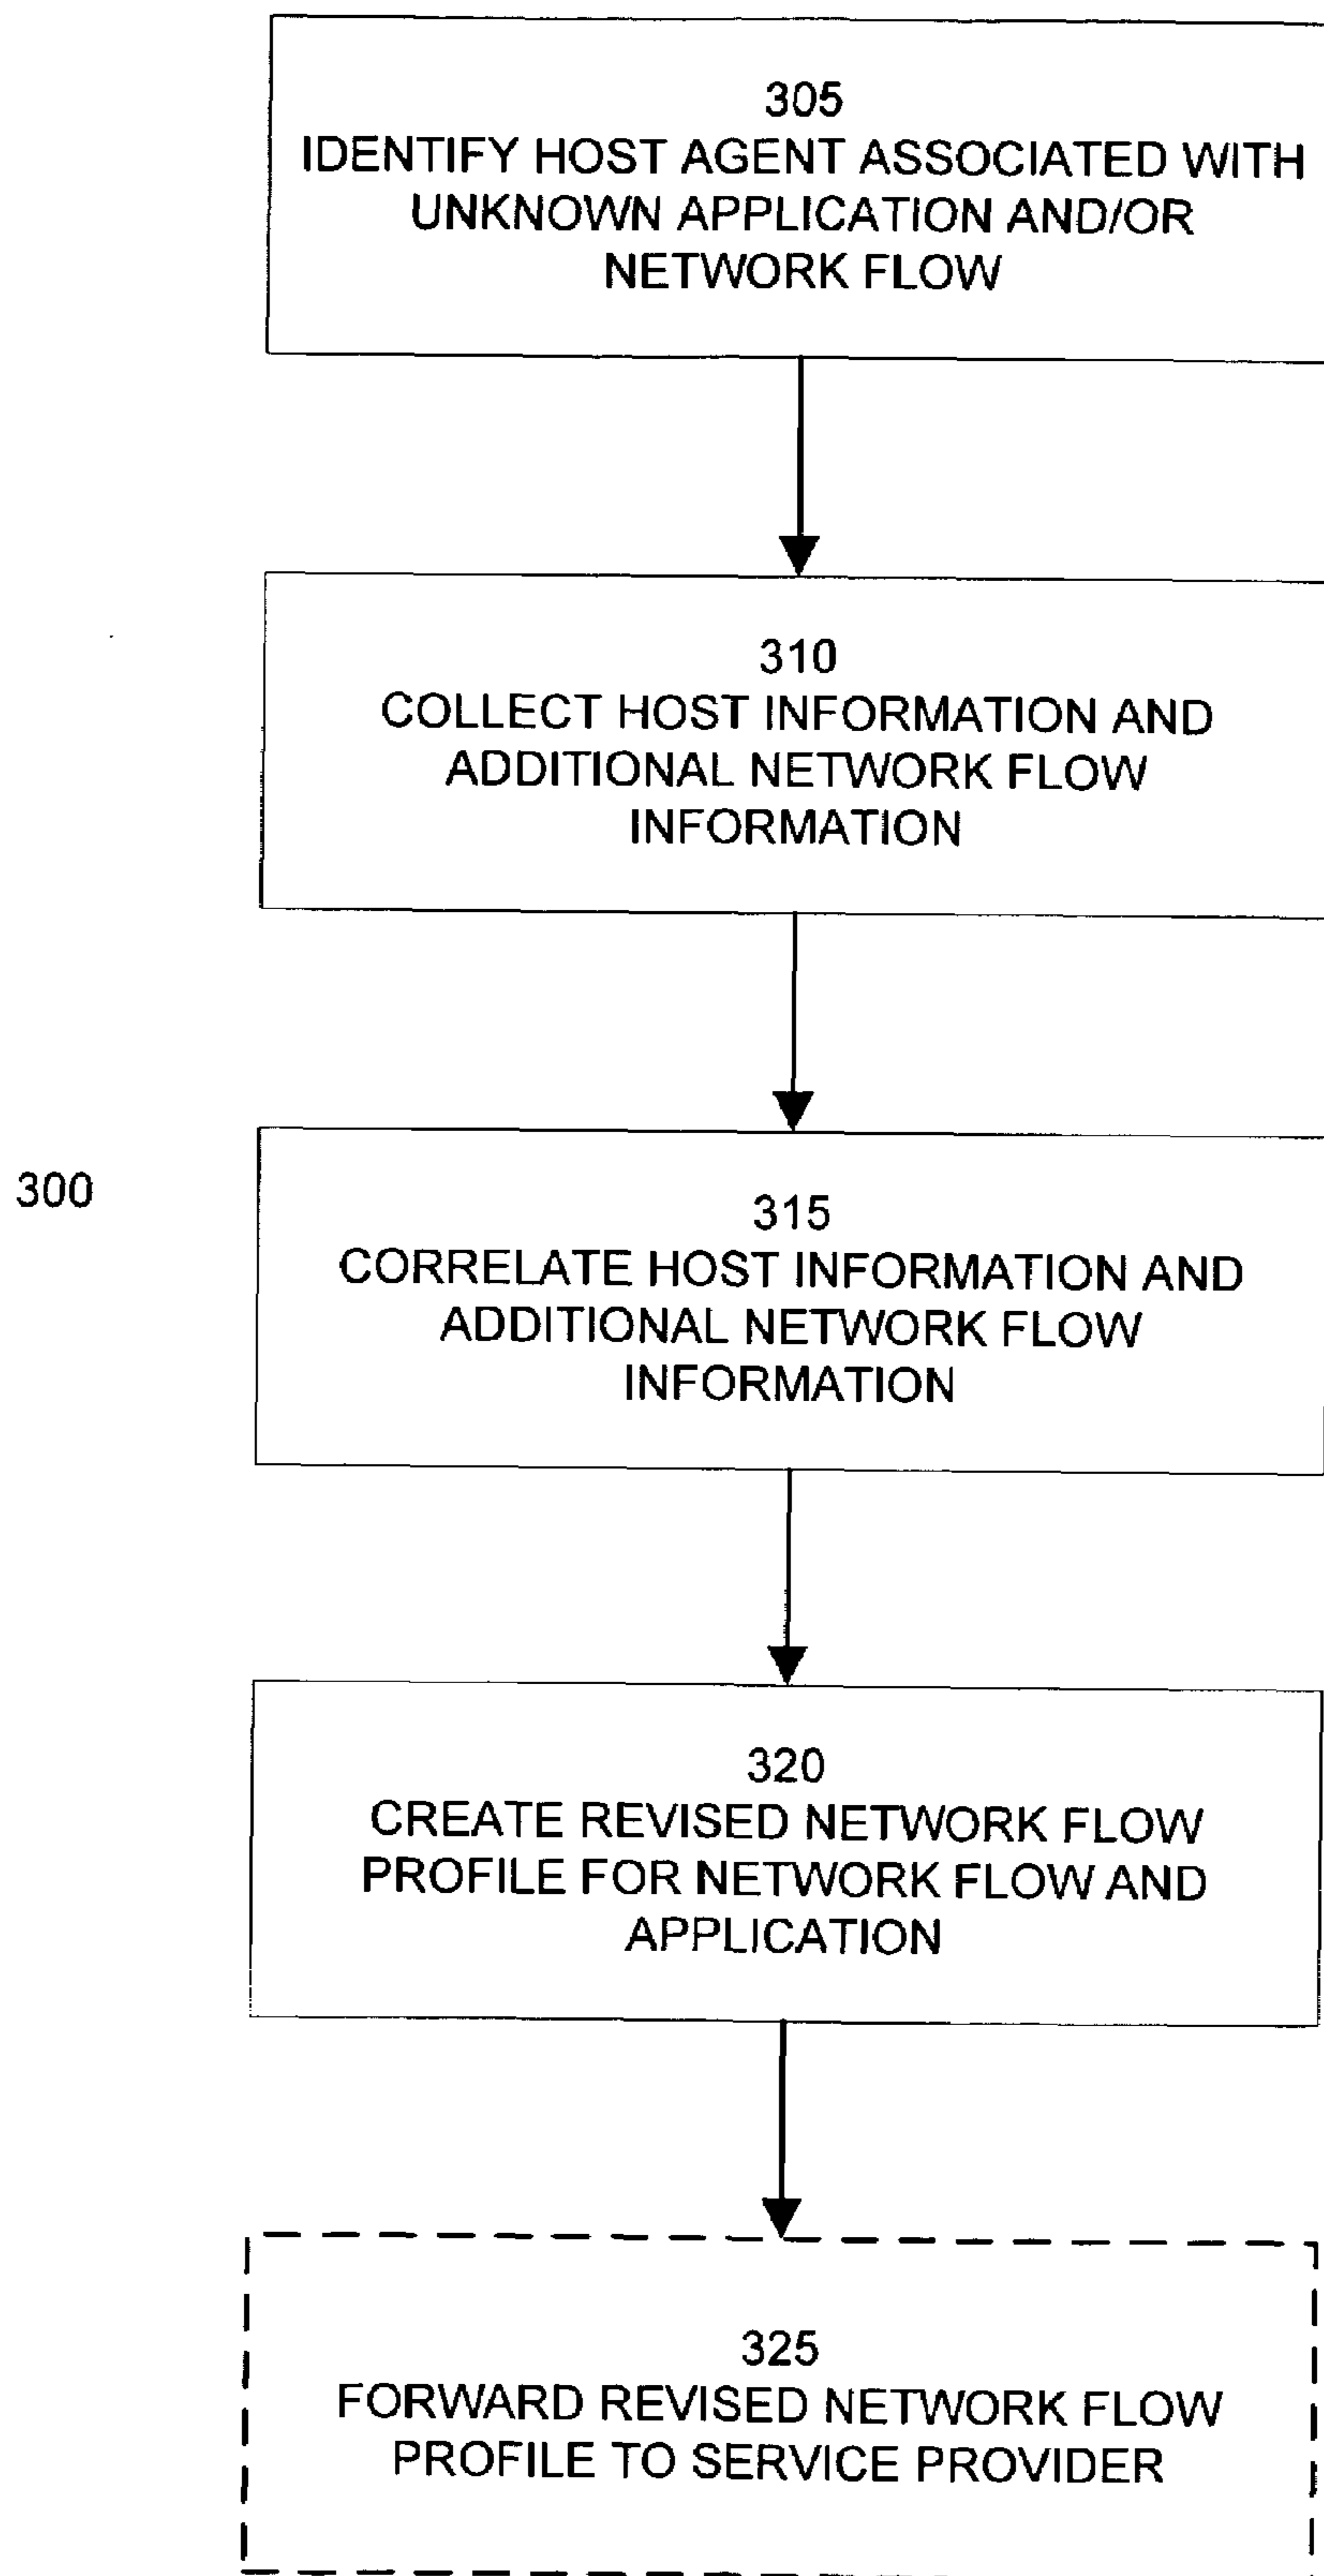 305
IDENTIFY HOST AGENT ASSOCIATED WITH
UNKNOWN APPLICATION AND/OR
NETWORK FLOW
310
COLLECT HOST INFORMATION AND
ADDITIONAL NETWORK FLOW
INFORMATION
300
315
CORRELATE HOST INFORMATION AND
ADDITIONAL NETWORK FLOW
INFORMATION
320
CREATE REVISED NETWORK FLOW
PROFILE FOR NETWORK FLOW AND
APPLICATION
325
FORWARD REVISED NETWORK FLOW
PROFILE TO SERVICE PROVIDER